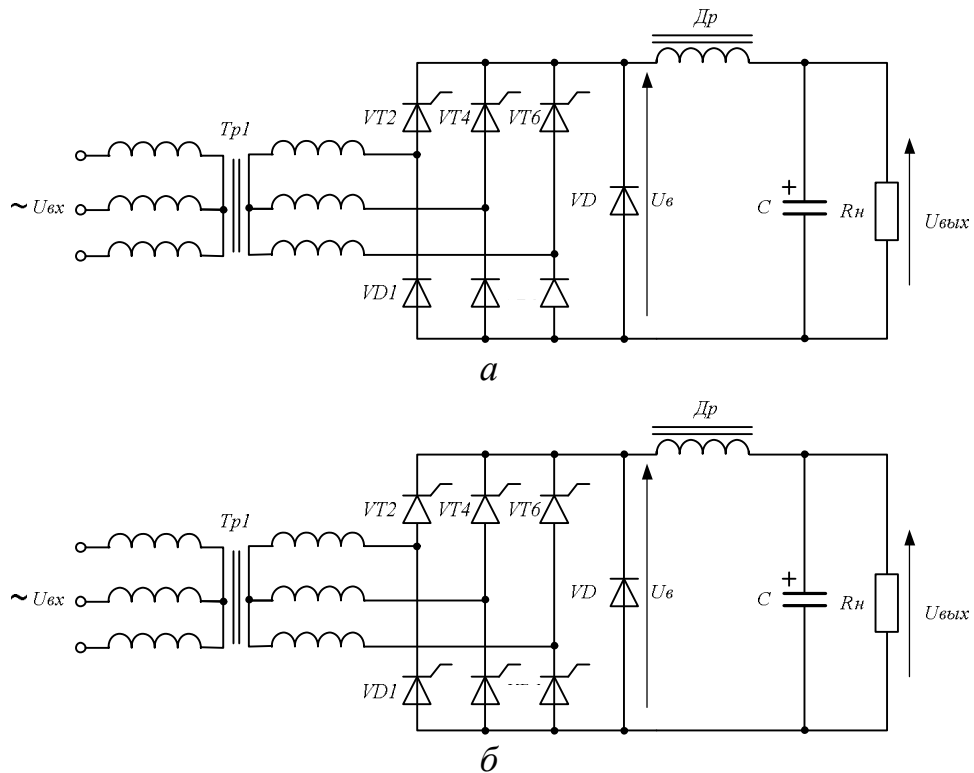 Др
VT2 VT4 VT6
Тр1
~ Uвх
VD Uв
+
C Rн
Uвых
VD1
а
Др
VT2 VT4 VT6
Тр1
~ Uвх
VD Uв
+
C Rн
Uвых
VD1
б